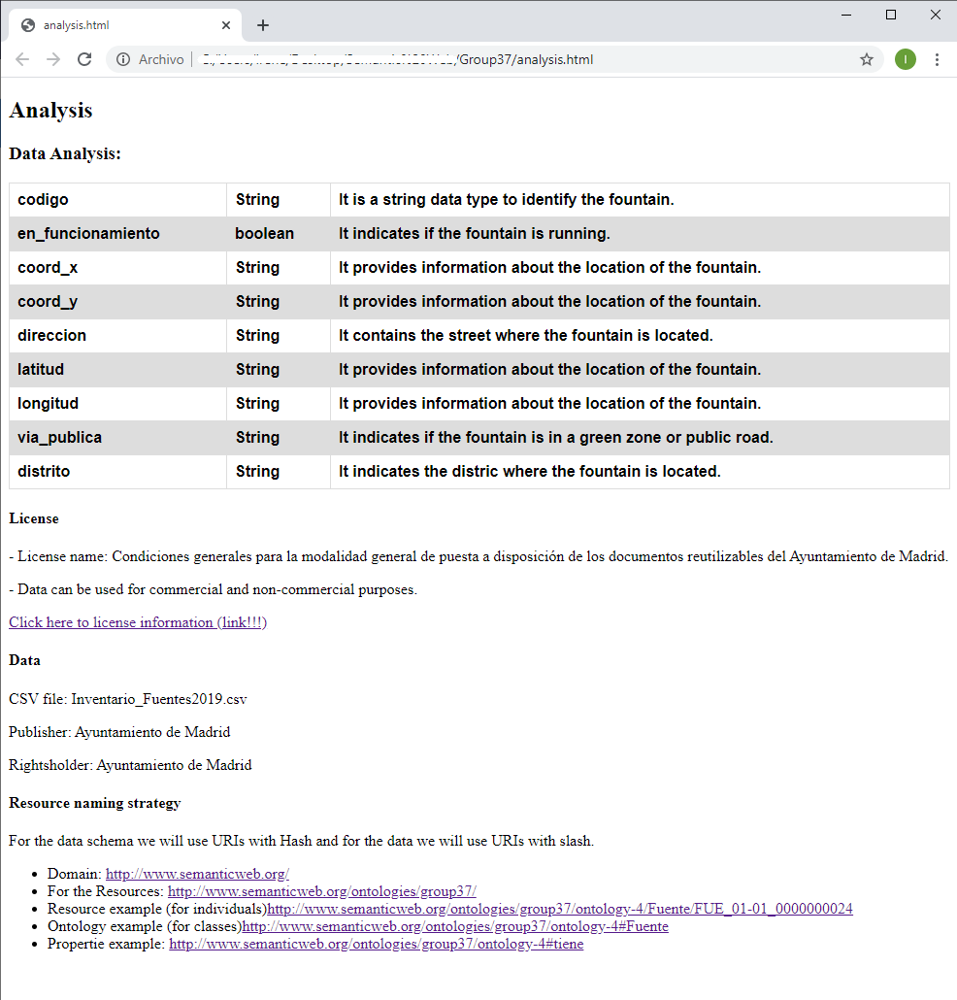 analysis.html
Archivo /Group37/analysis.html
I
Analysis
Data Analysis:
codigo String It is a string data type to identify the fountain.
en_funcionamiento boolean It indicates if the fountain is running.
coord_x String It provides information about the location of the fountain.
coord_y String It provides information about the location of the fountain.
direccion String It contains the street where the fountain is located.
latitud String It provides information about the location of the fountain.
longitud String It provides information about the location of the fountain.
via_publica String It indicates if the fountain is in a green zone or public road.
distrito String It indicates the distric where the fountain is located.
License
- License name: Condiciones generales para la modalidad general de puesta a disposición de los documentos reutilizables del Ayuntamiento de Madrid.
- Data can be used for commercial and non-commercial purposes.
Click here to license information (link!!!)
Data
CSV file: Inventario_Fuentes2019.csv
Publisher: Ayuntamiento de Madrid
Rightsholder: Ayuntamiento de Madrid
Resource naming strategy
For the data schema we will use URIs with Hash and for the data we will use URIs with slash.
• Domain: http://www.semanticweb.org/
• For the Resources: http://www.semanticweb.org/ontologies/group37/
• Resource example (for individuals)http://www.semanticweb.org/ontologies/group37/ontology-4/Fuente/FUE_01-01_0000000024
• Ontology example (for classes)http://www.semanticweb.org/ontologies/group37/ontology-4#Fuente
• Propertie example: http://www.semanticweb.org/ontologies/group37/ontology-4#tiene